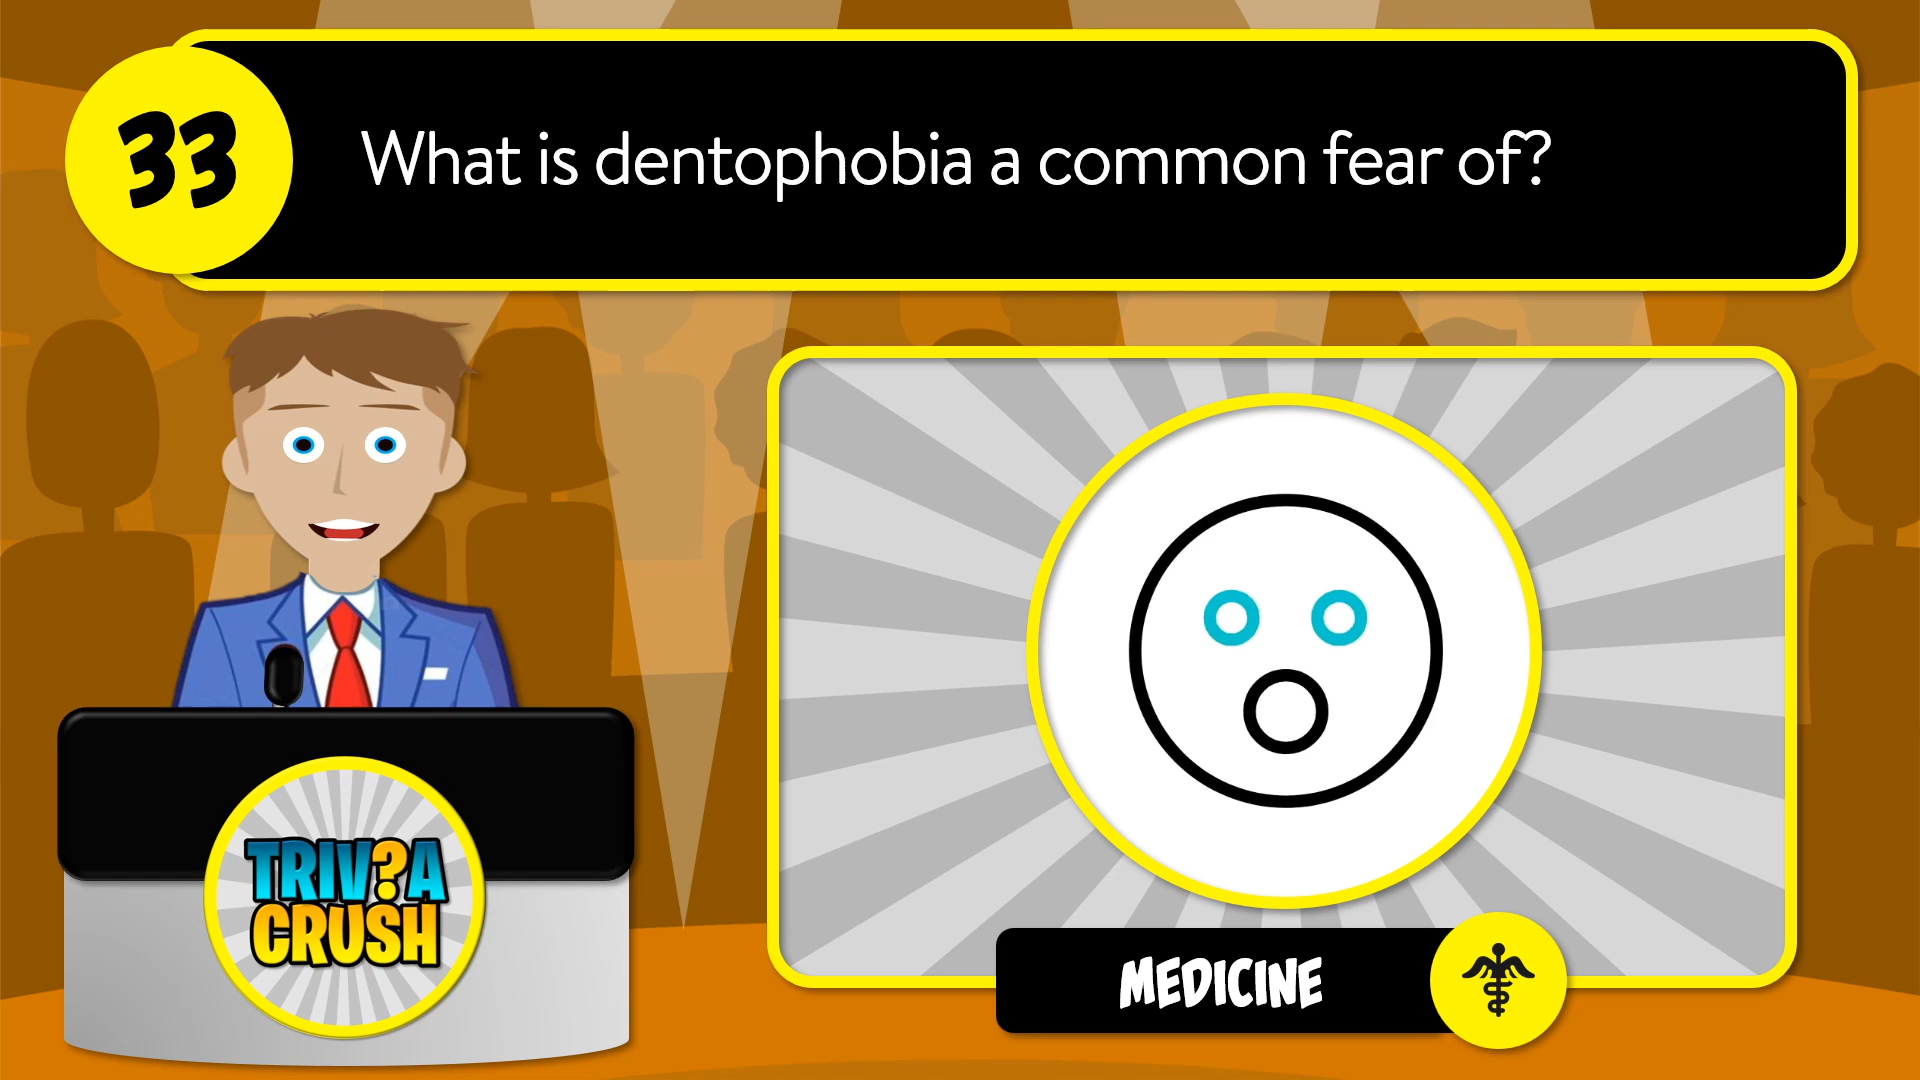 33
What is dentophobia a common fear of?
TRIV?A
CRUSH
MEDICINE